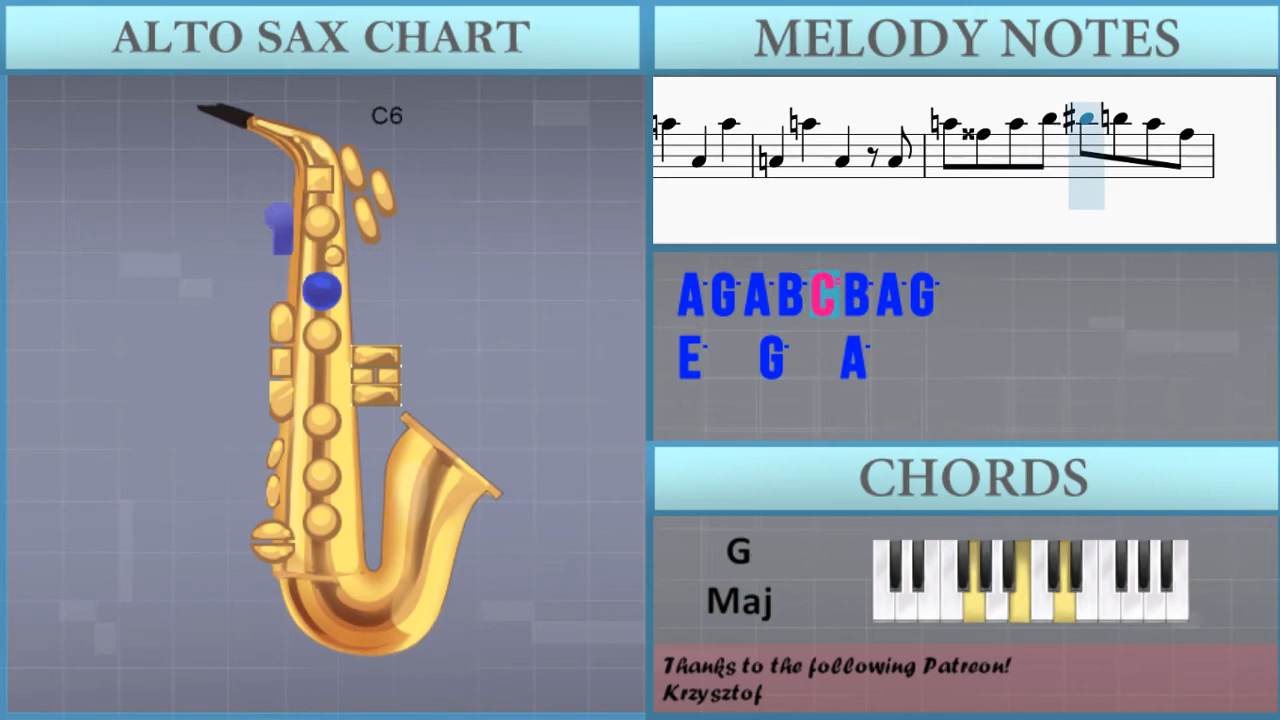 ALTO SAX CHART
C6
MELODY NOTES
AGABCBAG
E G A
CHORDS
G
Maj
Thanks to the following Patreon!
Krzysztof